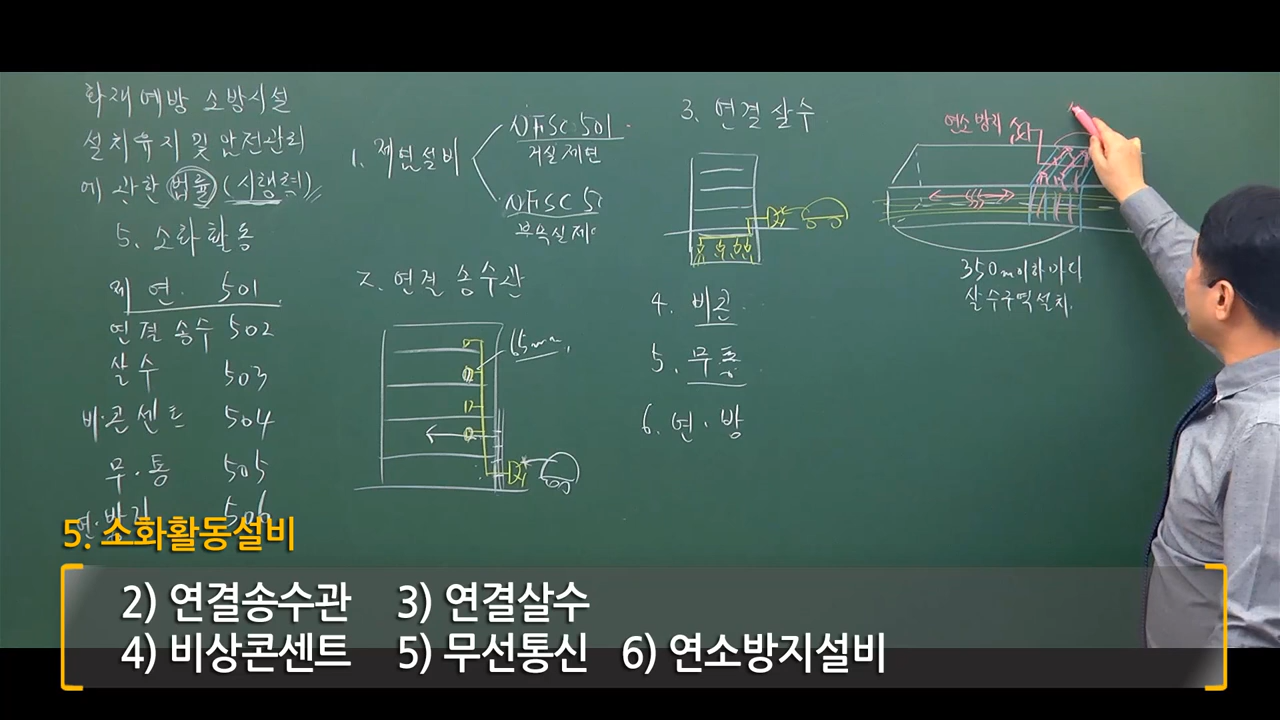 화재예방 소방시설
설치유지 및 안전관리
에 관한 법률 (시행령)
5. 소화활동
제연. 501.
연결송수 502
살수 503
비·콘센트 504
무·통 505
연·방지 506
1. 제연설비
NFSC 501.
거실제연
NFSC 50
부속실제연
2. 연결송수관
65mm.
3. 연결살수
4. 비콘.
5. 무통
6. 연·방
연소방지
350m이하마다
살수구역설치.
5. 소화활동설비
2) 연결송수관 3) 연결살수
4) 비상콘센트 5) 무선통신 6) 연소방지설비